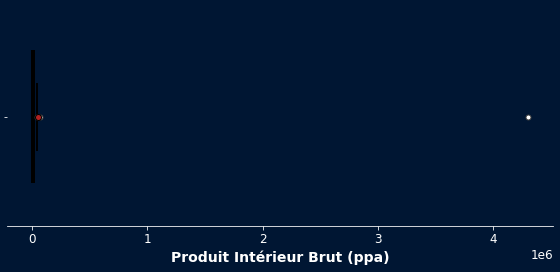 0 1 2 3 4
1e6
Produit Intérieur Brut (ppa)